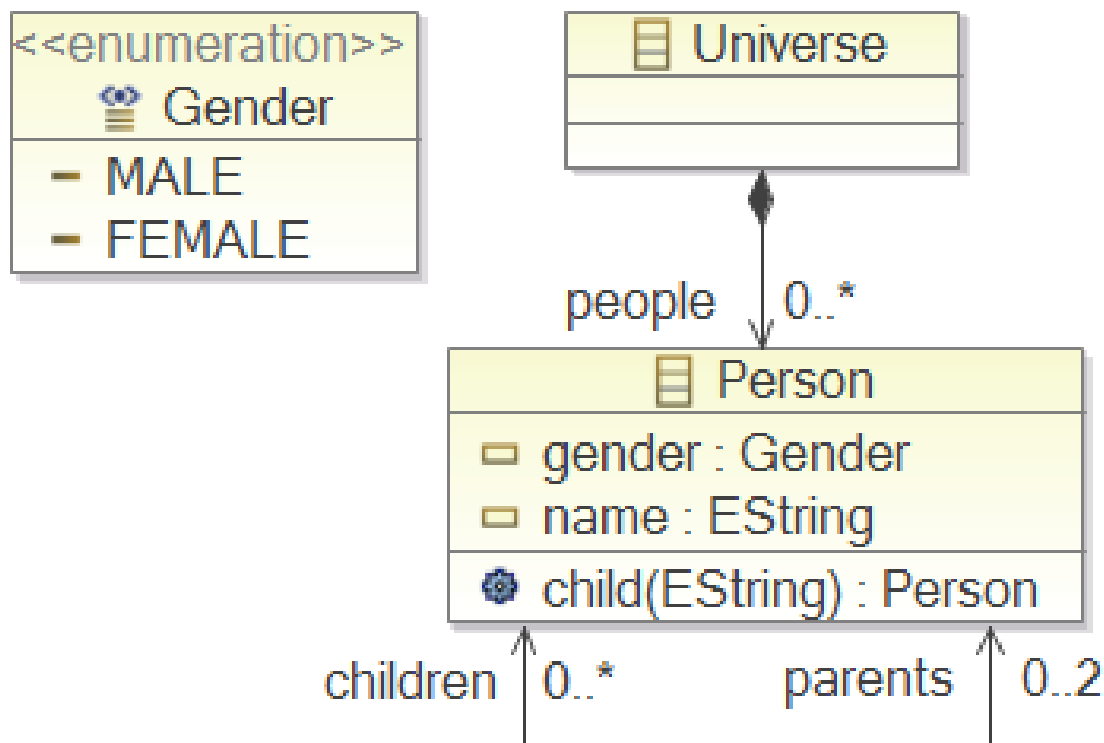 <<enumeration>>
Gender
MALE
FEMALE
Universe
people 0..*
Person
gender : Gender
name : EString
child(EString) : Person
children 0..*
parents 0..2